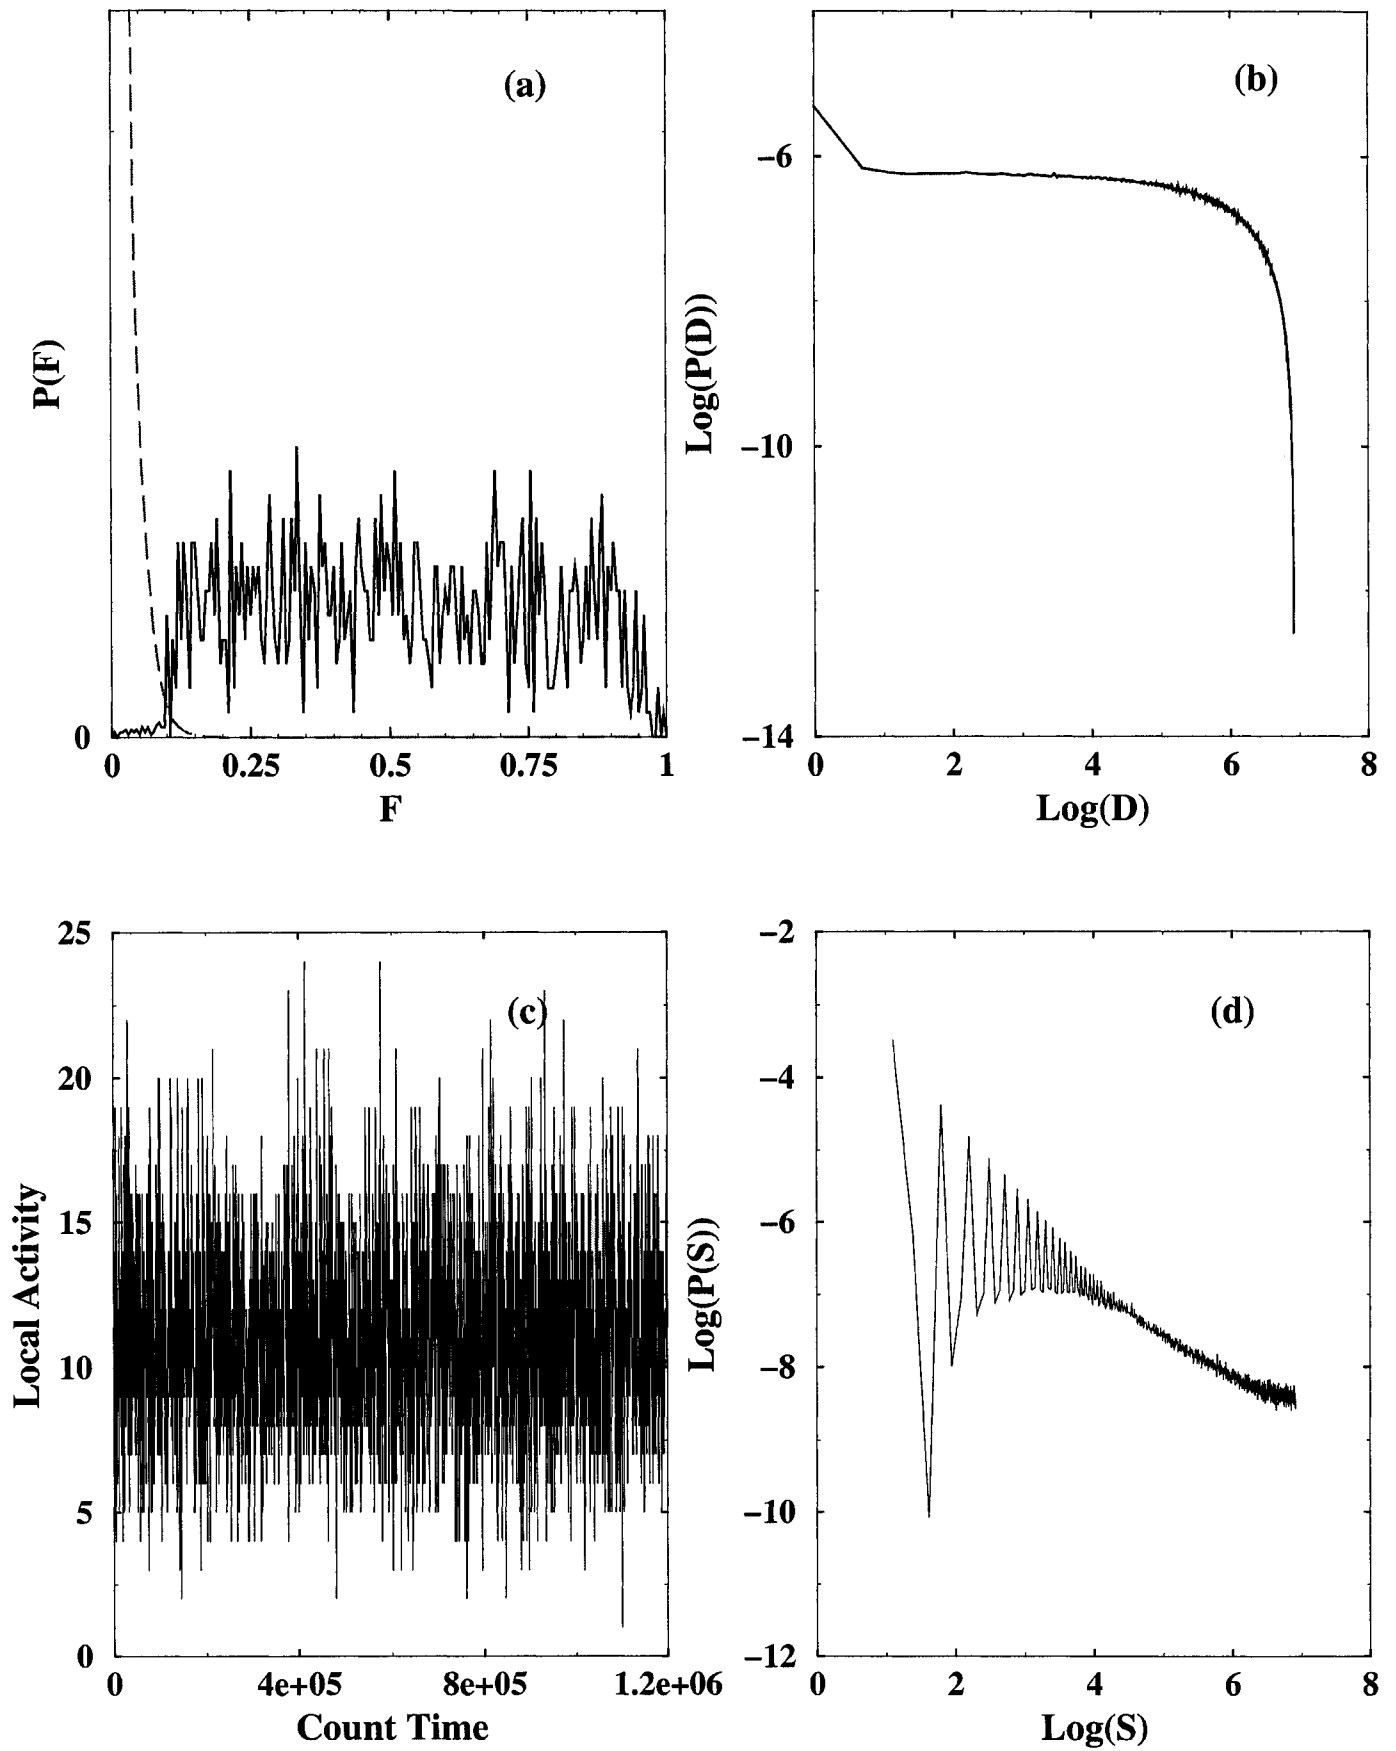 (a)
P(F)
0
0 0.25 0.5 0.75 1
F
(b)
Log(P(D))
−6
−10
−14
0 2 4 6 8
Log(D)
(c)
Local Activity
25
20
15
10
5
0
0 4e+05 8e+05 1.2e+06
Count Time
(d)
Log(P(S))
−2
−4
−6
−8
−10
−12
0 2 4 6 8
Log(S)